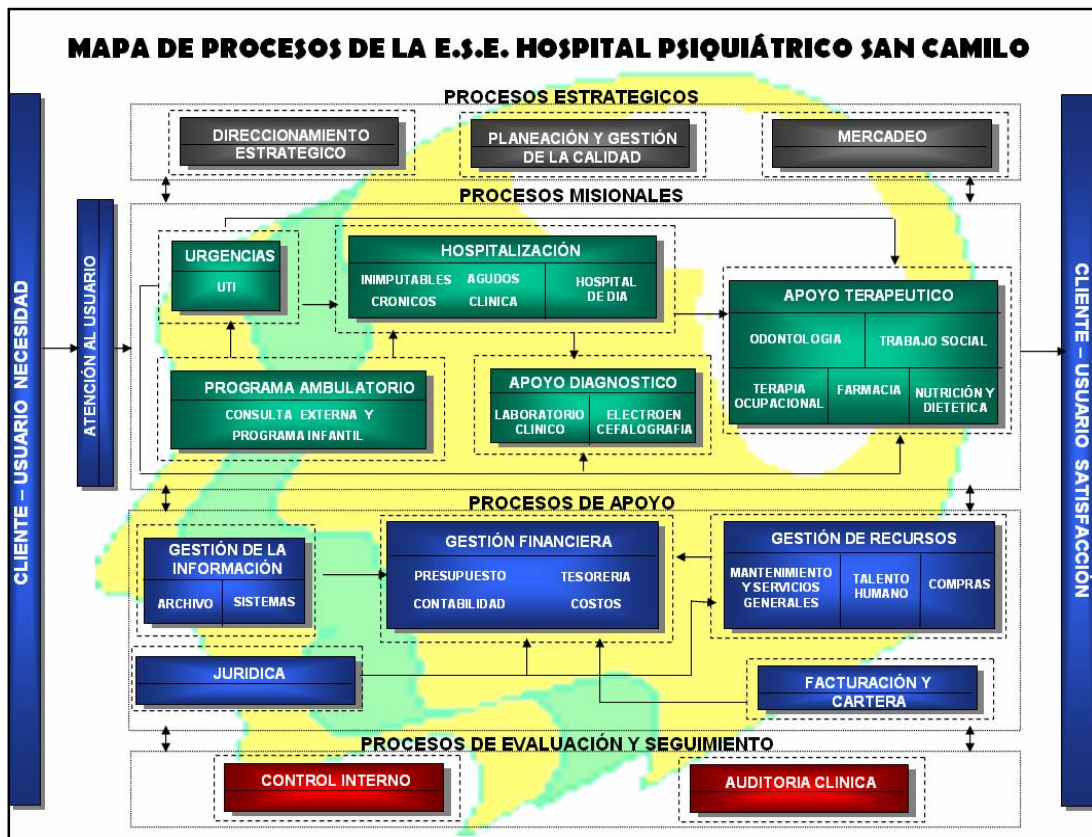 MAPA DE PROCESOS DE LA E.S.E. HOSPITAL PSIQUIÁTRICO SAN CAMILO
CLIENTE – USUARIO NECESIDAD
ATENCIÓN AL USUARIO
PROCESOS ESTRATEGICOS
DIRECCIONAMIENTO
ESTRATEGICO
PLANEACIÓN Y GESTIÓN
DE LA CALIDAD
MERCADEO
PROCESOS MISIONALES
URGENCIAS
UTI
HOSPITALIZACIÓN
INIMPUTABLES
AGUDOS
CRONICOS
CLINICA
HOSPITAL
DE DIA
APOYO TERAPEUTICO
ODONTOLOGIA
TRABAJO SOCIAL
TERAPIA
OCUPACIONAL
FARMACIA
NUTRICIÓN Y
DIETETICA
PROGRAMA AMBULATORIO
CONSULTA EXTERNA Y
PROGRAMA INFANTIL
APOYO DIAGNOSTICO
LABORATORIO
CLINICO
ELECTROEN
CEFALOGRAFIA
PROCESOS DE APOYO
GESTIÓN DE LA
INFORMACIÓN
ARCHIVO
SISTEMAS
GESTIÓN FINANCIERA
PRESUPUESTO
TESORERIA
CONTABILIDAD
COSTOS
GESTIÓN DE RECURSOS
MANTENIMIENTO
Y SERVICIOS
GENERALES
TALENTO
HUMANO
COMPRAS
JURIDICA
FACTURACIÓN Y
CARTERA
PROCESOS DE EVALUACIÓN Y SEGUIMIENTO
CONTROL INTERNO
AUDITORIA CLINICA
CLIENTE – USUARIO SATISFACCIÓN